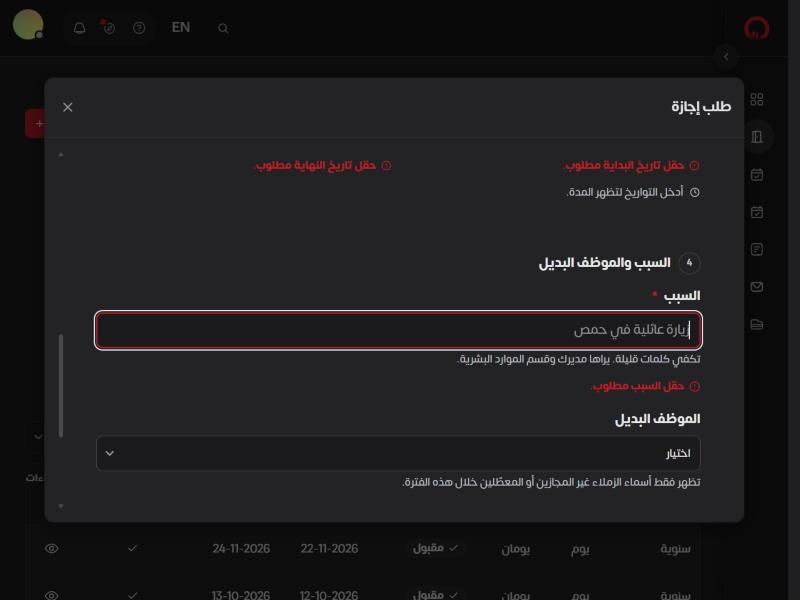 EN
طلب إجازة
حقل تاريخ البداية مطلوب.
حقل تاريخ النهاية مطلوب.
أدخل التواريخ لتظهر المدة.
4 السبب والموظف البديل
السبب *
زيارة عائلية في حمص
تكفي كلمات قليلة. يراها مديرك وقسم الموارد البشرية.
حقل السبب مطلوب.
الموظف البديل
اختيار
تظهر فقط أسماء الزملاء غير المجازين أو المعطّلين خلال هذه الفترة.
سنوية يوم يومان مقبول 22-11-2026 24-11-2026
سنوية يوم يومان مقبول 12-10-2026 13-10-2026